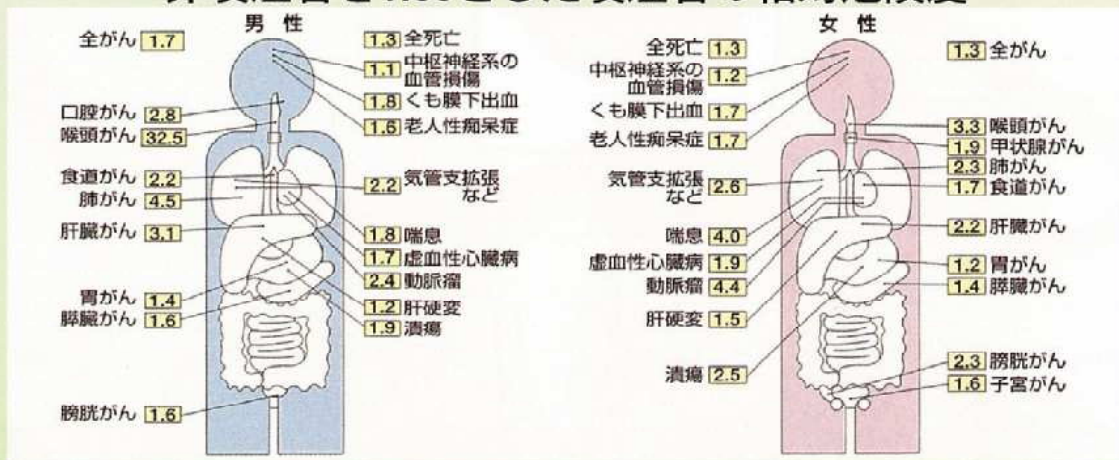 男 性
全がん 1.7
口腔がん 2.8
喉頭がん 32.5
食道がん 2.2
肺がん 4.5
肝臓がん 3.1
胃がん 1.4
膵臓がん 1.6
膀胱がん 1.6
1.3 全死亡
1.1 中枢神経系の
血管損傷
1.8 くも膜下出血
1.6 老人性痴呆症
2.2 気管支拡張
など
1.8 喘息
1.7 虚血性心臓病
2.4 動脈瘤
1.2 肝硬変
1.9 潰瘍
女 性
全死亡 1.3
中枢神経系の
血管損傷 1.2
くも膜下出血 1.7
老人性痴呆症 1.7
気管支拡張
など 2.6
喘息 4.0
虚血性心臓病 1.9
動脈瘤 4.4
肝硬変 1.5
潰瘍 2.5
1.3 全がん
3.3 喉頭がん
1.9 甲状腺がん
2.3 肺がん
1.7 食道がん
2.2 肝臓がん
1.2 胃がん
1.4 膵臓がん
2.3 膀胱がん
1.6 子宮がん